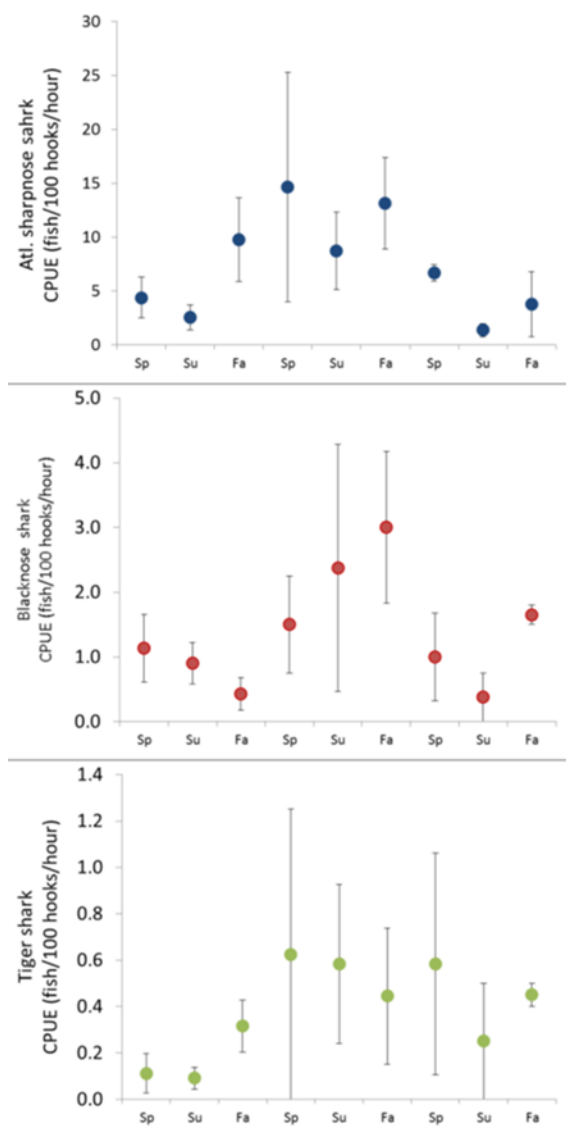 Atl. sharpnose sahrk
CPUE (fish/100 hooks/hour)
30
25
20
15
10
5
0
Sp Su Fa Sp Su Fa Sp Su Fa
Blacknose shark
CPUE (fish/100 hooks/hour)
5.0
4.0
3.0
2.0
1.0
0.0
Sp Su Fa Sp Su Fa Sp Su Fa
Tiger shark
CPUE (fish/100 hooks/hour)
1.4
1.2
1.0
0.8
0.6
0.4
0.2
0.0
Sp Su Fa Sp Su Fa Sp Su Fa